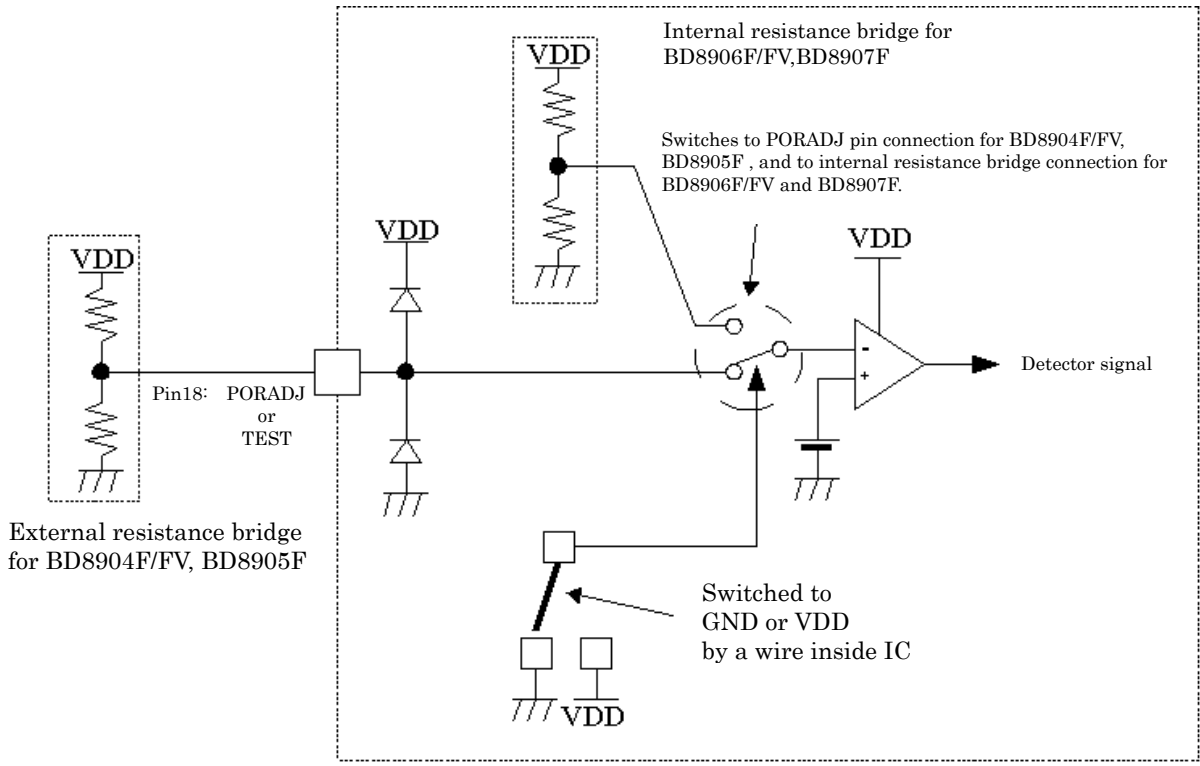 Internal resistance bridge for
BD8906F/FV,BD8907F
VDD
Switches to PORADJ pin connection for BD8904F/FV,
BD8905F , and to internal resistance bridge connection for
BD8906F/FV and BD8907F.
VDD
VDD
VDD
-
+
Detector signal
Pin18: PORADJ
or
TEST
External resistance bridge
for BD8904F/FV, BD8905F
Switched to
GND or VDD
by a wire inside IC
VDD